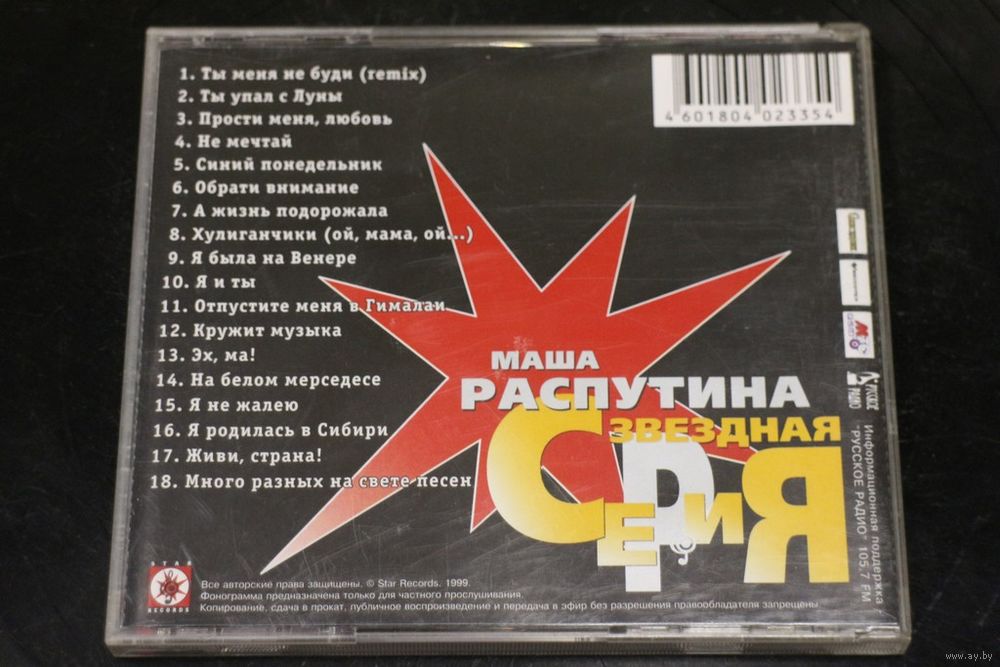 1. Ты меня не буди (remix)
2. Ты упал с Луны
3. Прости меня, любовь
4. Не мечтай
5. Синий понедельник
6. Обрати внимание
7. А жизнь подорожала
8. Хулиганчики (ой, мама, ой...)
9. Я была на Венере
10. Я и ты
11. Отпустите меня в Гималаи
12. Кружит музыка
13. Эх, ма!
14. На белом мерседесе
15. Я не жалею
16. Я родилась в Сибири
17. Живи, страна!
18. Много разных на свете песен
4 601804 023354
МАША
РАСПУТИНА
ЗВЕЗДНАЯ
СЕРИЯ
РУССКОЕ
РАДИО
Информационная поддержка -
"РУССКОЕ РАДИО" 105.7 FM
STAR
RECORDS
Все авторские права защищены. © Star Records. 1999.
Фонограмма предназначена только для частного прослушивания.
Копирование, сдача в прокат, публичное воспроизведение и передача в эфир без разрешения правообладателя запрещены
www.ay.by